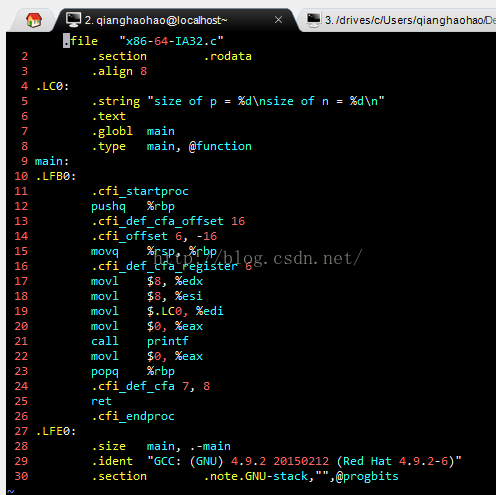 2. qianghaohao@localhost~ × 3. /drives/c/Users/qianghaohao/De
.file "x86-64-IA32.c"
2 .section .rodata
3 .align 8
4 .LC0:
5 .string "size of p = %d\nsize of n = %d\n"
6 .text
7 .globl main
8 .type main, @function
9 main:
10 .LFB0:
11 .cfi_startproc
12 pushq %rbp
13 .cfi_def_cfa_offset 16
14 .cfi_offset 6, -16
15 movq %rsp, %rbp
http://blog.csdn.net/
16 .cfi_def_cfa_register 6
17 movl $8, %edx
18 movl $8, %esi
19 movl $.LC0, %edi
20 movl $0, %eax
21 call printf
22 movl $0, %eax
23 popq %rbp
24 .cfi_def_cfa 7, 8
25 ret
26 .cfi_endproc
27 .LFE0:
28 .size main, .-main
29 .ident "GCC: (GNU) 4.9.2 20150212 (Red Hat 4.9.2-6)"
30 .section .note.GNU-stack,"",@progbits
~